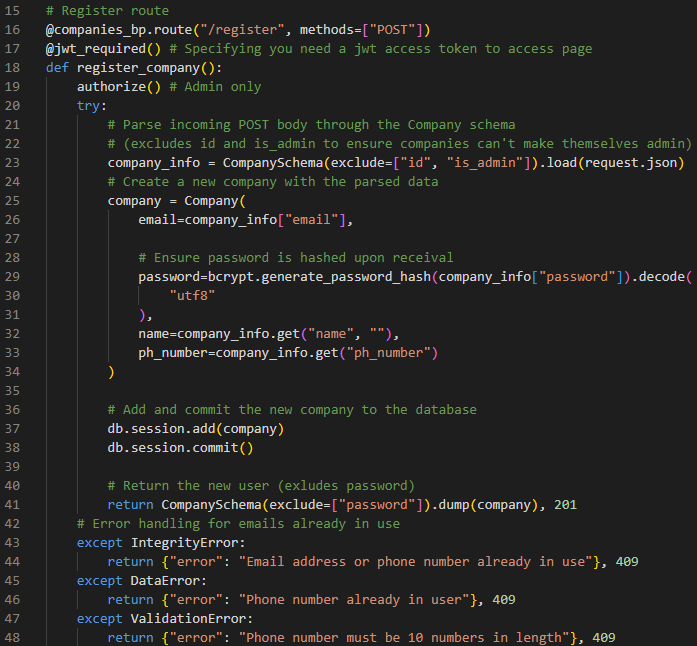 15 # Register route
16 @companies_bp.route("/register", methods=["POST"])
17 @jwt_required() # Specifying you need a jwt access token to access page
18 def register_company():
19     authorize() # Admin only
20     try:
21         # Parse incoming POST body through the Company schema
22         # (excludes id and is_admin to ensure companies can't make themselves admin)
23         company_info = CompanySchema(exclude=["id", "is_admin"]).load(request.json)
24         # Create a new company with the parsed data
25         company = Company(
26             email=company_info["email"],
27
28             # Ensure password is hashed upon receival
29             password=bcrypt.generate_password_hash(company_info["password"]).decode(
30                 "utf8"
31             ),
32             name=company_info.get("name", ""),
33             ph_number=company_info.get("ph_number")
34         )
35
36         # Add and commit the new company to the database
37         db.session.add(company)
38         db.session.commit()
39
40         # Return the new user (exludes password)
41         return CompanySchema(exclude=["password"]).dump(company), 201
42     # Error handling for emails already in use
43     except IntegrityError:
44         return {"error": "Email address or phone number already in use"}, 409
45     except DataError:
46         return {"error": "Phone number already in user"}, 409
47     except ValidationError:
48         return {"error": "Phone number must be 10 numbers in length"}, 409